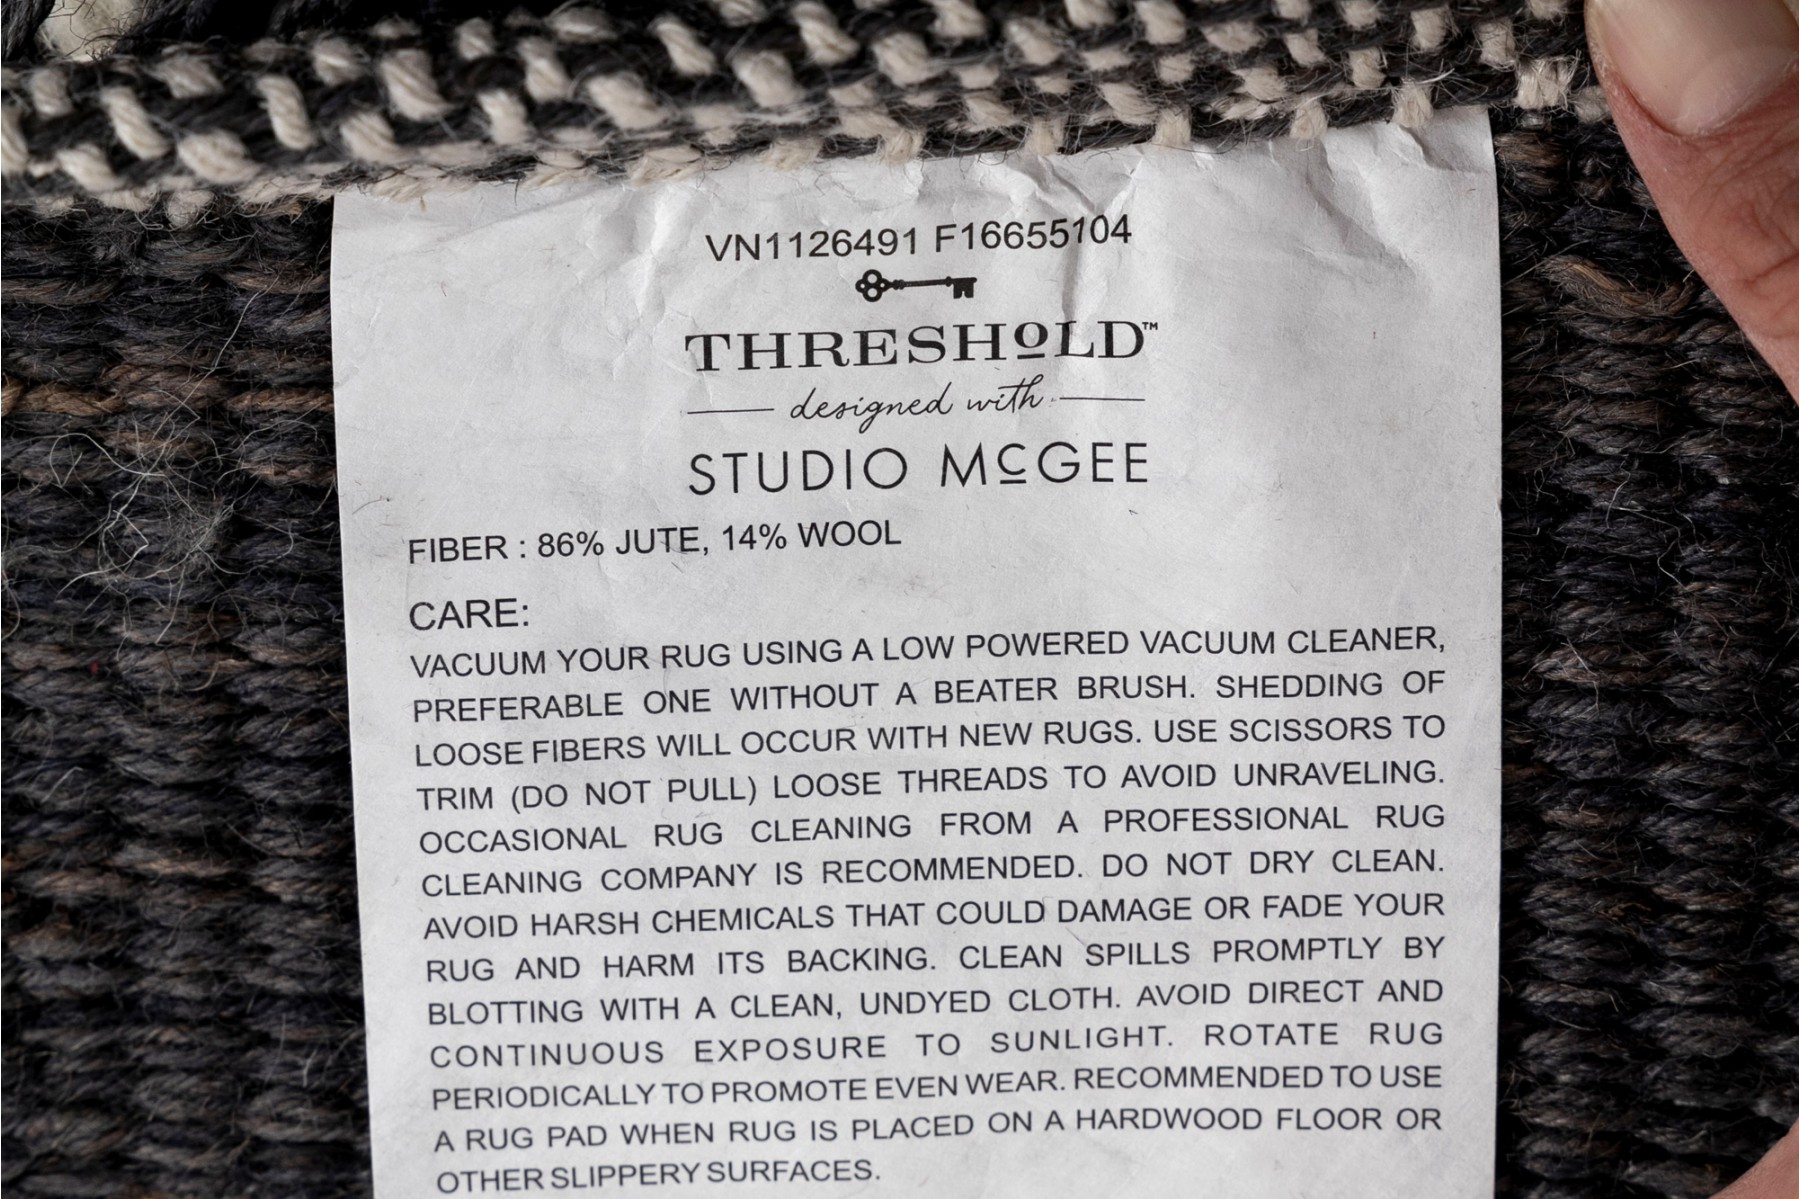 VN1126491 F16655104
THRESHOLD™
designed with
STUDIO McGEE
FIBER : 86% JUTE, 14% WOOL
CARE:
VACUUM YOUR RUG USING A LOW POWERED VACUUM CLEANER,
PREFERABLE ONE WITHOUT A BEATER BRUSH. SHEDDING OF
LOOSE FIBERS WILL OCCUR WITH NEW RUGS. USE SCISSORS TO
TRIM (DO NOT PULL) LOOSE THREADS TO AVOID UNRAVELING.
OCCASIONAL RUG CLEANING FROM A PROFESSIONAL RUG
CLEANING COMPANY IS RECOMMENDED. DO NOT DRY CLEAN.
AVOID HARSH CHEMICALS THAT COULD DAMAGE OR FADE YOUR
RUG AND HARM ITS BACKING. CLEAN SPILLS PROMPTLY BY
BLOTTING WITH A CLEAN, UNDYED CLOTH. AVOID DIRECT AND
CONTINUOUS EXPOSURE TO SUNLIGHT. ROTATE RUG
PERIODICALLY TO PROMOTE EVEN WEAR. RECOMMENDED TO USE
A RUG PAD WHEN RUG IS PLACED ON A HARDWOOD FLOOR OR
OTHER SLIPPERY SURFACES.